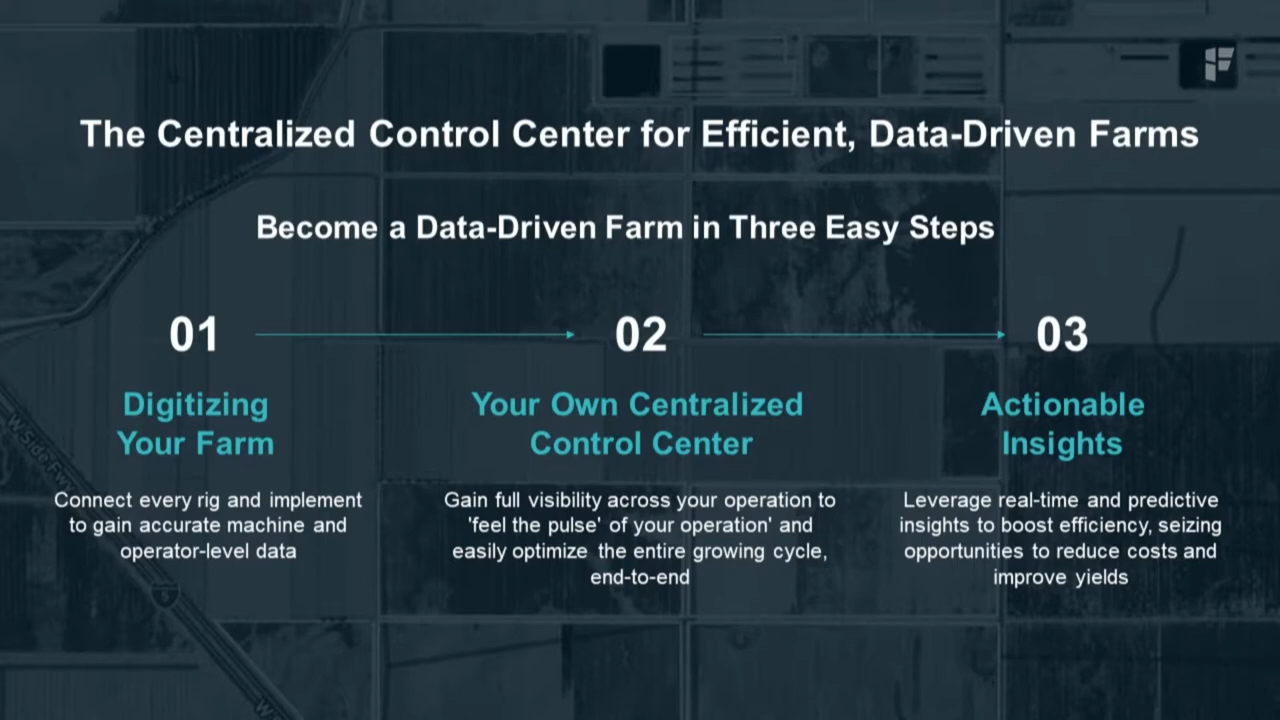 The Centralized Control Center for Efficient, Data-Driven Farms
Become a Data-Driven Farm in Three Easy Steps
01
02
03
Digitizing
Your Farm
Your Own Centralized
Control Center
Actionable
Insights
Connect every rig and implement
to gain accurate machine and
operator-level data
Gain full visibility across your operation to
'feel the pulse' of your operation' and
easily optimize the entire growing cycle,
end-to-end
Leverage real-time and predictive
insights to boost efficiency, seizing
opportunities to reduce costs and
improve yields
W Side Fwy
5